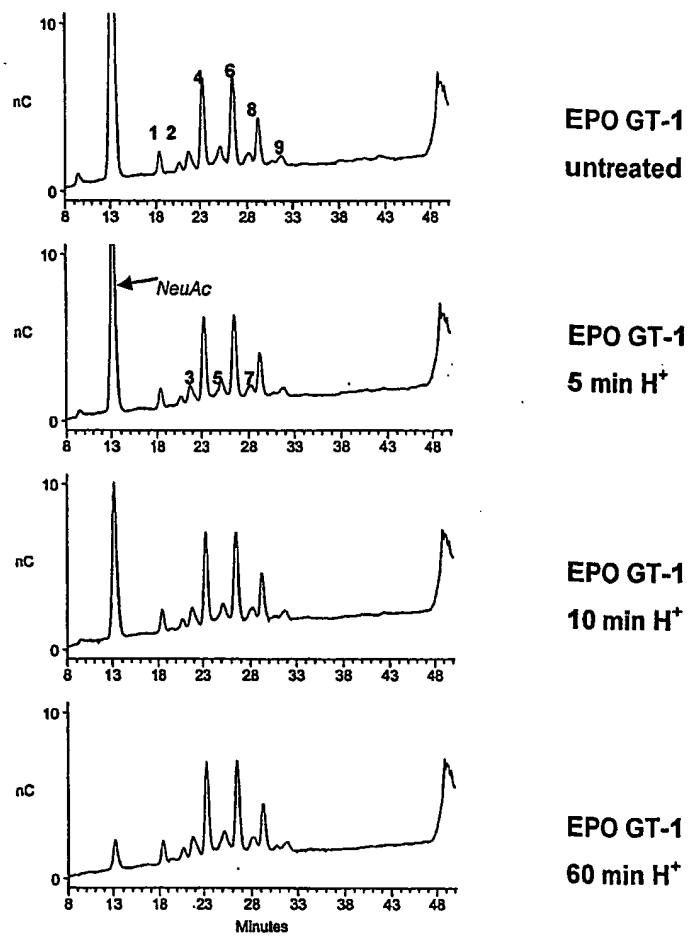 10
nC
0
1 2 4 6 8 9
8 13 18 23 28 33 38 43 48
EPO GT-1
untreated
10
nC
0
NeuAc
3 5 7
8 13 18 23 28 33 38 43 48
EPO GT-1
5 min H⁺
10
nC
0
8 13 18 23 28 33 38 43 48
EPO GT-1
10 min H⁺
10
nC
0
8 13 18 23 28 33 38 43 48
Minutes
EPO GT-1
60 min H⁺